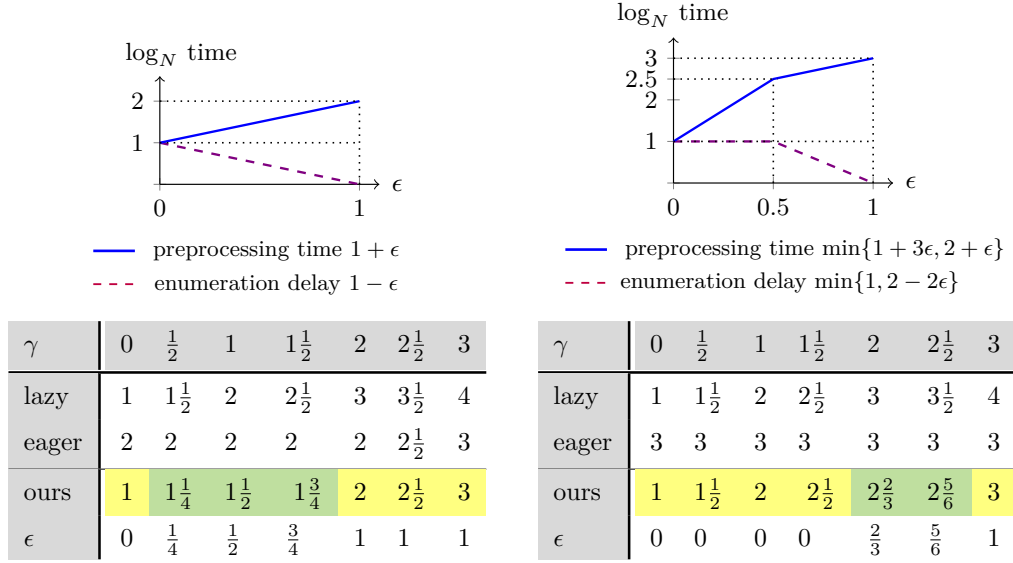 log_N time
2
1
0
1
ϵ
preprocessing time 1 + ϵ
enumeration delay 1 − ϵ
log_N time
3
2.5
2
1
0
0.5
1
ϵ
preprocessing time min{1 + 3ϵ, 2 + ϵ}
enumeration delay min{1, 2 − 2ϵ}
γ 0 1/2 1 1 1/2 2 2 1/2 3
lazy 1 1 1/2 2 2 1/2 3 3 1/2 4
eager 2 2 2 2 2 2 1/2 3
ours 1 1 1/4 1 1/2 1 3/4 2 2 1/2 3
ϵ 0 1/4 1/2 3/4 1 1 1
γ 0 1/2 1 1 1/2 2 2 1/2 3
lazy 1 1 1/2 2 2 1/2 3 3 1/2 4
eager 3 3 3 3 3 3 3
ours 1 1 1/2 2 2 1/2 2 2/3 2 5/6 3
ϵ 0 0 0 0 2/3 5/6 1